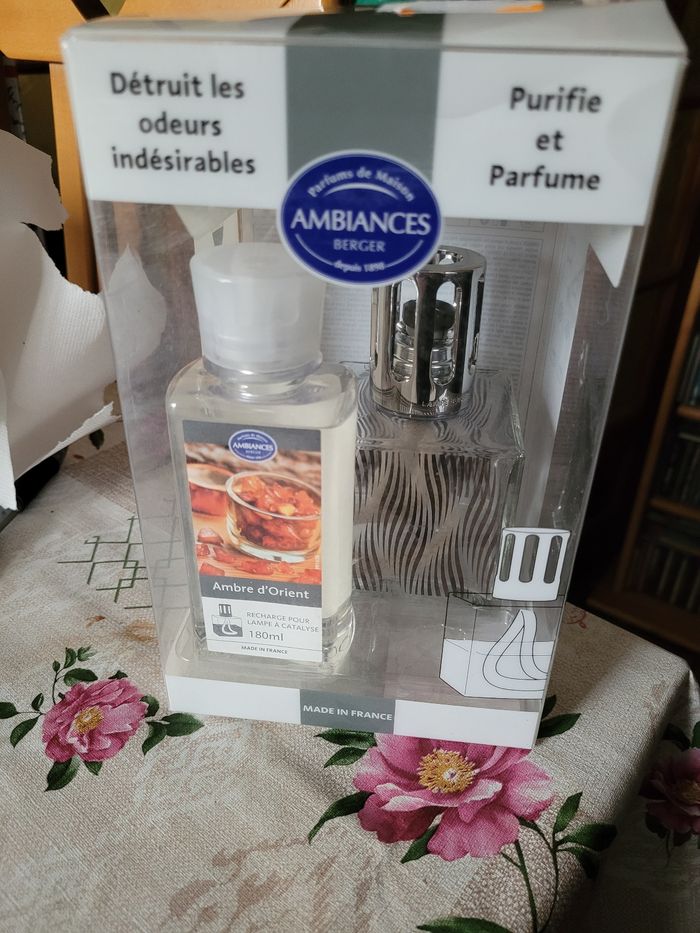 Détruit les
odeurs
indésirables
Purifie
et
Parfume
Parfums de Maison
AMBIANCES
BERGER
depuis 1898
AMBIANCES
BERGER
Ambre d'Orient
RECHARGE POUR
LAMPE À CATALYSE
180ml
MADE IN FRANCE
MADE IN FRANCE